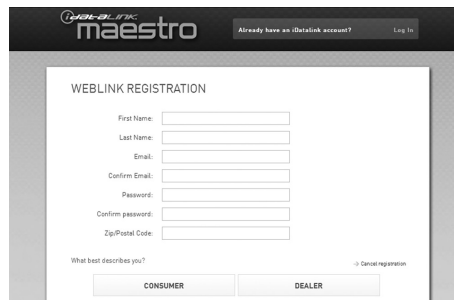 iDataLink
maestro
Already have an iDatalink account? Log In
WEBLINK REGISTRATION
First Name:
Last Name:
Email:
Confirm Email:
Password:
Confirm password:
Zip/Postal Code:
What best describes you?
Cancel registration
CONSUMER DEALER